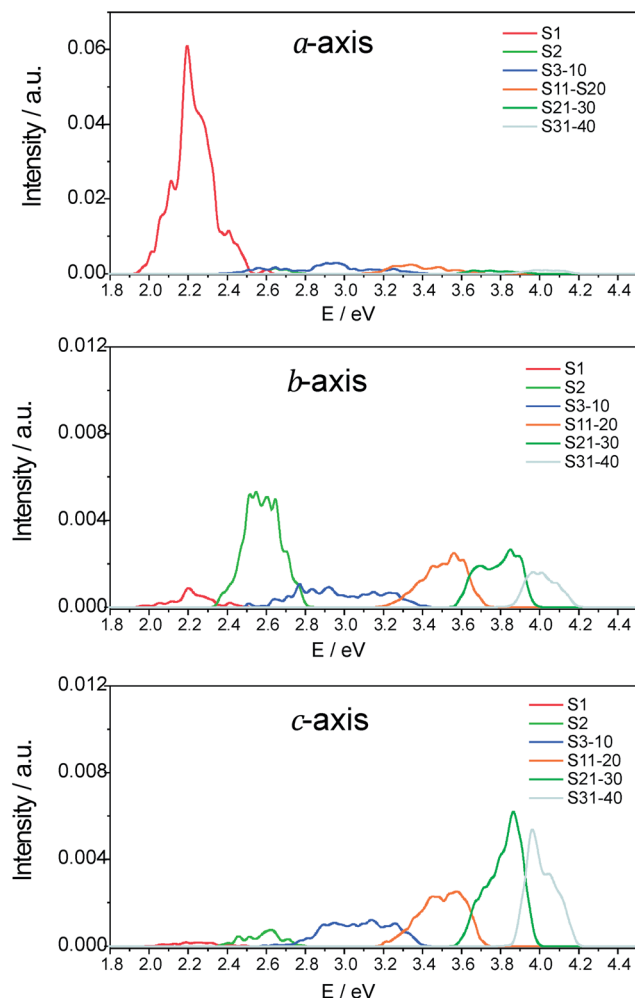 a-axis
S1
S2
S3-10
S11-S20
S21-30
S31-40
Intensity / a.u.
0.06
0.04
0.02
0.00
1.8 2.0 2.2 2.4 2.6 2.8 3.0 3.2 3.4 3.6 3.8 4.0 4.2 4.4
E / eV
b-axis
S1
S2
S3-10
S11-20
S21-30
S31-40
Intensity / a.u.
0.012
0.008
0.004
0.000
1.8 2.0 2.2 2.4 2.6 2.8 3.0 3.2 3.4 3.6 3.8 4.0 4.2 4.4
E / eV
c-axis
S1
S2
S3-10
S11-20
S21-30
S31-40
Intensity / a.u.
0.012
0.008
0.004
0.000
1.8 2.0 2.2 2.4 2.6 2.8 3.0 3.2 3.4 3.6 3.8 4.0 4.2 4.4
E / eV